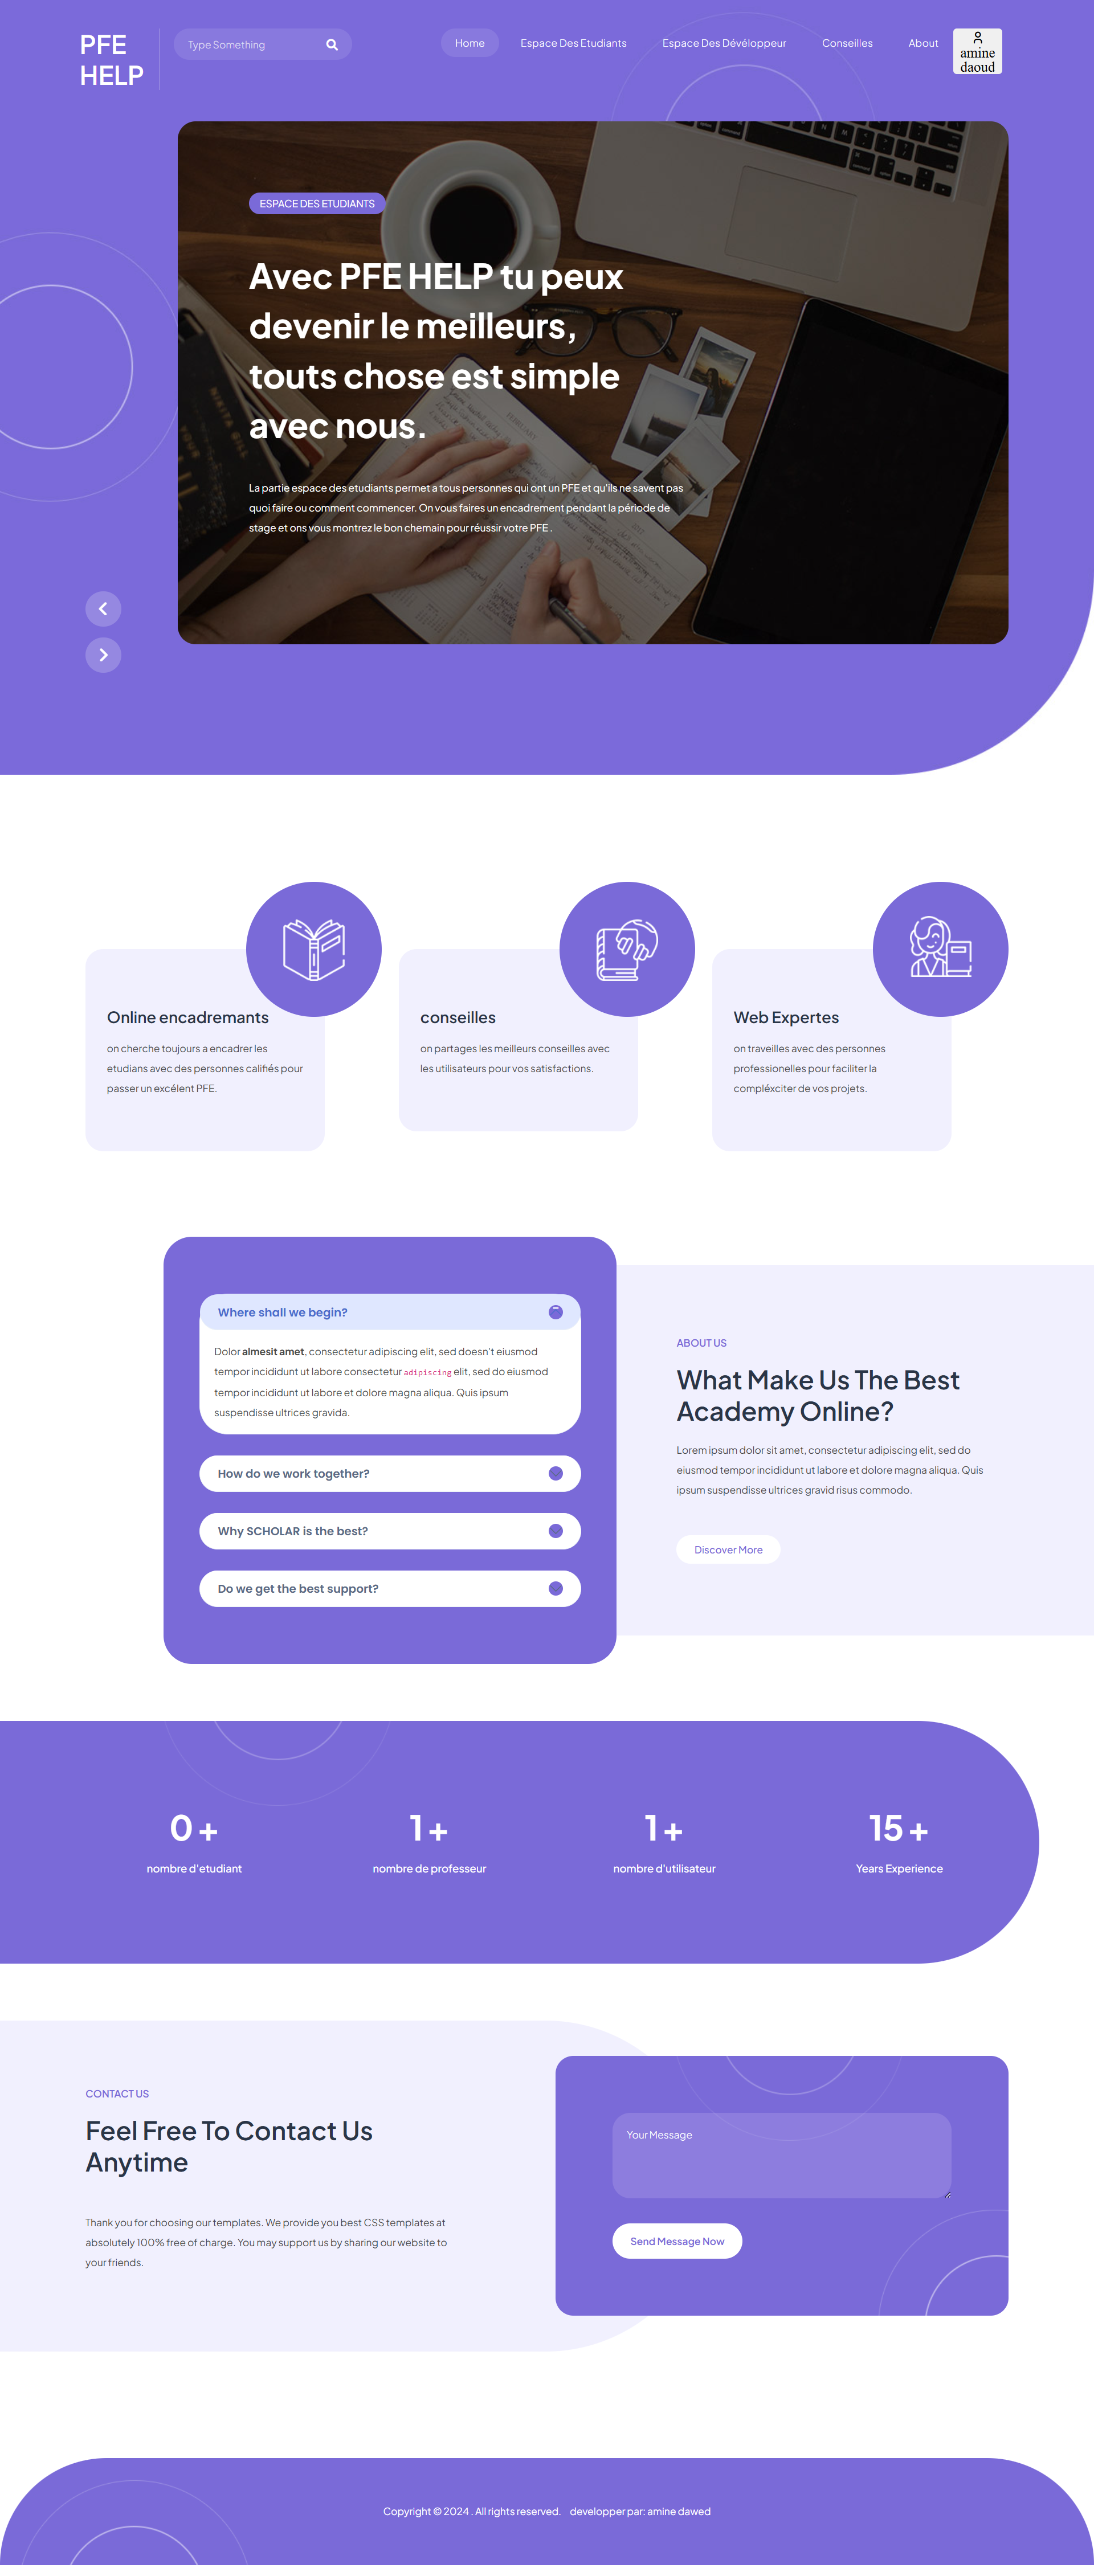 PFE
HELP
Type Something
Home
Espace Des Etudiants
Espace Des Dévéloppeur
Conseilles
About
amine
daoud
ESPACE DES ETUDIANTS
Avec PFE HELP tu peux
devenir le meilleurs,
touts chose est simple
avec nous.
La partie espace des etudiants permet a tous personnes qui ont un PFE et qu'ils ne savent pas
quoi faire ou comment commencer. On vous faires un encadrement pendant la période de
stage et ons vous montrez le bon chemain pour réussir votre PFE .
Online encadremants
on cherche toujours a encadrer les
etudians avec des personnes califiés pour
passer un excélent PFE.
conseilles
on partages les meilleurs conseilles avec
les utilisateurs pour vos satisfactions.
Web Expertes
on traveilles avec des personnes
professionelles pour faciliter la
compléxciter de vos projets.
Where shall we begin?
Dolor almesit amet, consectetur adipiscing elit, sed doesn't eiusmod
tempor incididunt ut labore consectetur adipiscing elit, sed do eiusmod
tempor incididunt ut labore et dolore magna aliqua. Quis ipsum
suspendisse ultrices gravida.
How do we work together?
Why SCHOLAR is the best?
Do we get the best support?
ABOUT US
What Make Us The Best
Academy Online?
Lorem ipsum dolor sit amet, consectetur adipiscing elit, sed do
eiusmod tempor incididunt ut labore et dolore magna aliqua. Quis
ipsum suspendisse ultrices gravid risus commodo.
Discover More
0 +
nombre d'etudiant
1 +
nombre de professeur
1 +
nombre d'utilisateur
15 +
Years Experience
CONTACT US
Feel Free To Contact Us
Anytime
Thank you for choosing our templates. We provide you best CSS templates at
absolutely 100% free of charge. You may support us by sharing our website to
your friends.
Your Message
Send Message Now
Copyright © 2024 . All rights reserved. developper par: amine dawed